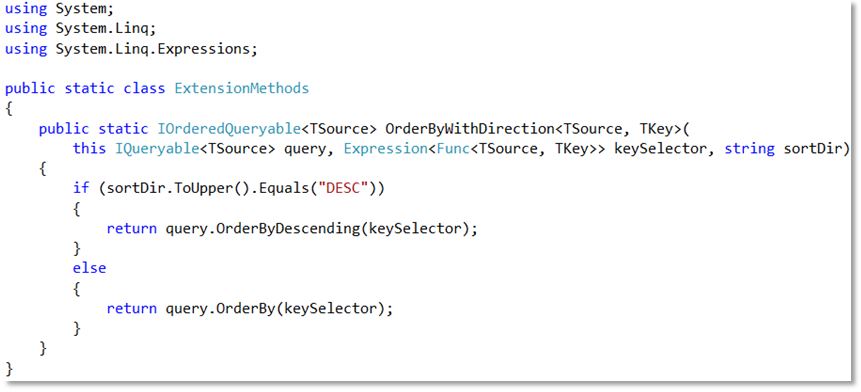 using System;
using System.Linq;
using System.Linq.Expressions;

public static class ExtensionMethods
{
    public static IOrderedQueryable<TSource> OrderByWithDirection<TSource, TKey>(
        this IQueryable<TSource> query, Expression<Func<TSource, TKey>> keySelector, string sortDir)
    {
        if (sortDir.ToUpper().Equals("DESC"))
        {
            return query.OrderByDescending(keySelector);
        }
        else
        {
            return query.OrderBy(keySelector);
        }
    }
}